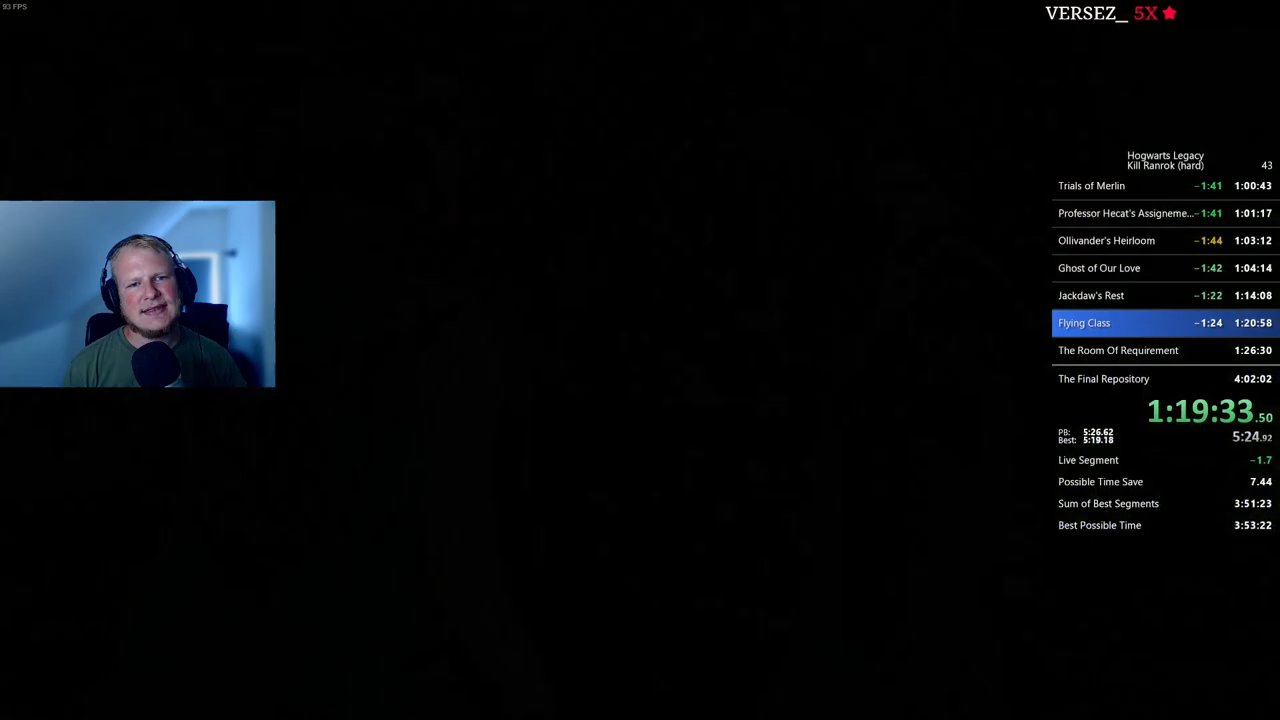 93 FPS
VERSEZ_ 5X
Hogwarts Legacy
Kill Ranrok (hard) 43
Trials of Merlin -1:41 1:00:43
Professor Hecat's Assigneme... -1:41 1:01:17
Ollivander's Heirloom -1:44 1:03:12
Ghost of Our Love -1:42 1:04:14
Jackdaw's Rest -1:22 1:14:08
Flying Class -1:24 1:20:58
The Room Of Requirement 1:26:30
The Final Repository 4:02:02
1:19:33.50
PB: 5:26.62
Best: 5:19.18
5:24.92
Live Segment -1.7
Possible Time Save 7.44
Sum of Best Segments 3:51:23
Best Possible Time 3:53:22